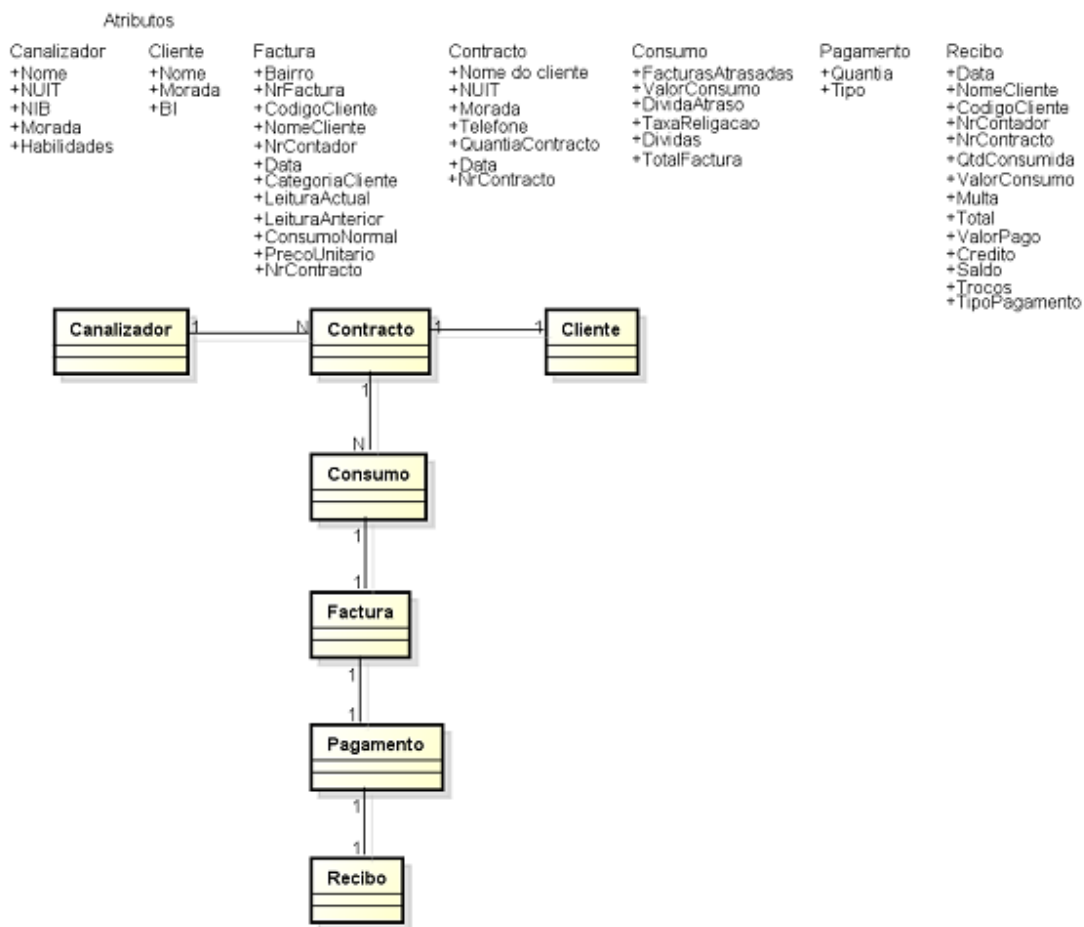 Atributos
Canalizador
+Nome
+NUIT
+NIB
+Morada
+Habilidades
Cliente
+Nome
+Morada
+BI
Factura
+Bairro
+NrFactura
+CodigoCliente
+NomeCliente
+NrContador
+Data
+CategoriaCliente
+LeituraActual
+LeituraAnterior
+ConsumoNormal
+PrecoUnitario
+NrContracto
Contracto
+Nome do cliente
+NUIT
+Morada
+Telefone
+QuantiaContracto
+Data
+NrContracto
Consumo
+FacturasAtrasadas
+ValorConsumo
+DividaAtraso
+TaxaReligacao
+Dividas
+TotalFactura
Pagamento
+Quantia
+Tipo
Recibo
+Data
+NomeCliente
+CodigoCliente
+NrContador
+NrContracto
+QtdConsumida
+ValorConsumo
+Multa
+Total
+ValorPago
+Credito
+Saldo
+Trocos
+TipoPagamento
Canalizador 1 N Contracto 1 1 Cliente
1
N
Consumo
1
1
Factura
1
1
Pagamento
1
1
Recibo